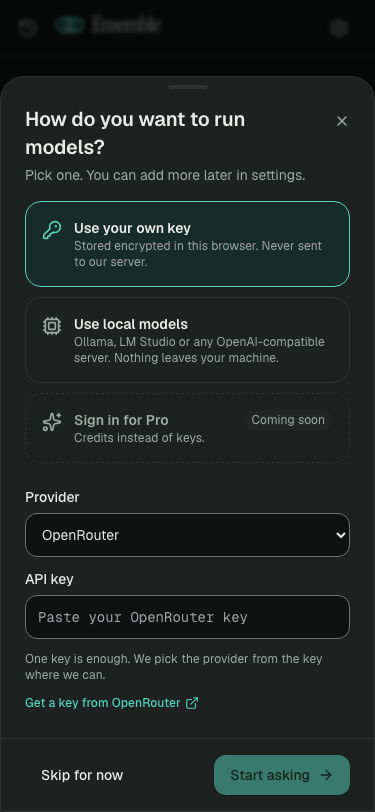 Ensemble
How do you want to run
models?
Pick one. You can add more later in settings.
Use your own key
Stored encrypted in this browser. Never sent
to our server.
Use local models
Ollama, LM Studio or any OpenAI-compatible
server. Nothing leaves your machine.
Sign in for Pro
Coming soon
Credits instead of keys.
Provider
OpenRouter
API key
Paste your OpenRouter key
One key is enough. We pick the provider from the key
where we can.
Get a key from OpenRouter
Skip for now
Start asking